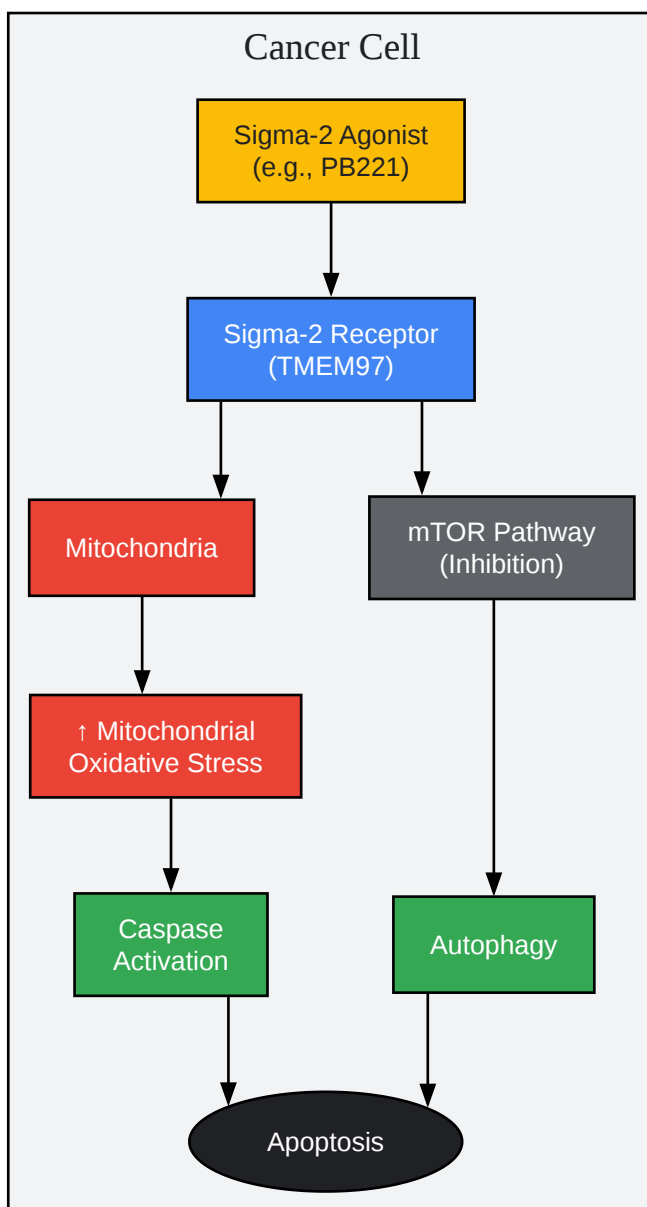 Cancer Cell
Sigma-2 Agonist
(e.g., PB221)
Sigma-2 Receptor
(TMEM97)
Mitochondria
mTOR Pathway
(Inhibition)
↑ Mitochondrial
Oxidative Stress
Caspase
Activation
Autophagy
Apoptosis